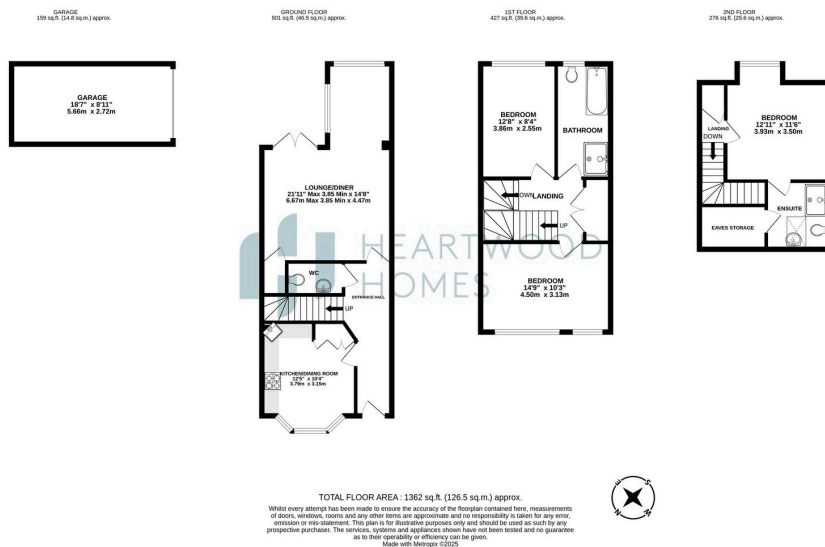 GARAGE
159 sq.ft. (14.8 sq.m.) approx.
GROUND FLOOR
501 sq.ft. (46.5 sq.m.) approx.
1ST FLOOR
427 sq.ft. (39.6 sq.m.) approx.
2ND FLOOR
276 sq.ft. (25.6 sq.m.) approx.
GARAGE
18'7" x 8'11"
5.66m x 2.72m
LOUNGE/DINER
21'11" Max 3.85 Min x 14'8"
6.67m Max 3.85 Min x 4.47m
WC
ENTRANCE HALL
UP
KITCHEN/DINING ROOM
12'5" x 10'4"
3.79m x 3.15m
BEDROOM
12'8" x 8'4"
3.86m x 2.55m
BATHROOM
DOWN
LANDING
UP
BEDROOM
14'9" x 10'3"
4.50m x 3.13m
BEDROOM
12'11" x 11'6"
3.93m x 3.50m
LANDING
DOWN
ENSUITE
EAVES STORAGE
HEARTWOOD
HOMES
TOTAL FLOOR AREA : 1362 sq.ft. (126.5 sq.m.) approx.
Whilst every attempt has been made to ensure the accuracy of the floorplan contained here, measurements
of doors, windows, rooms and any other items are approximate and no responsibility is taken for any error,
omission or mis-statement. This plan is for illustrative purposes only and should be used as such by any
prospective purchaser. The services, systems and appliances shown have not been tested and no guarantee
as to their operability or efficiency can be given.
Made with Metropix ©2025
E
S
N
W